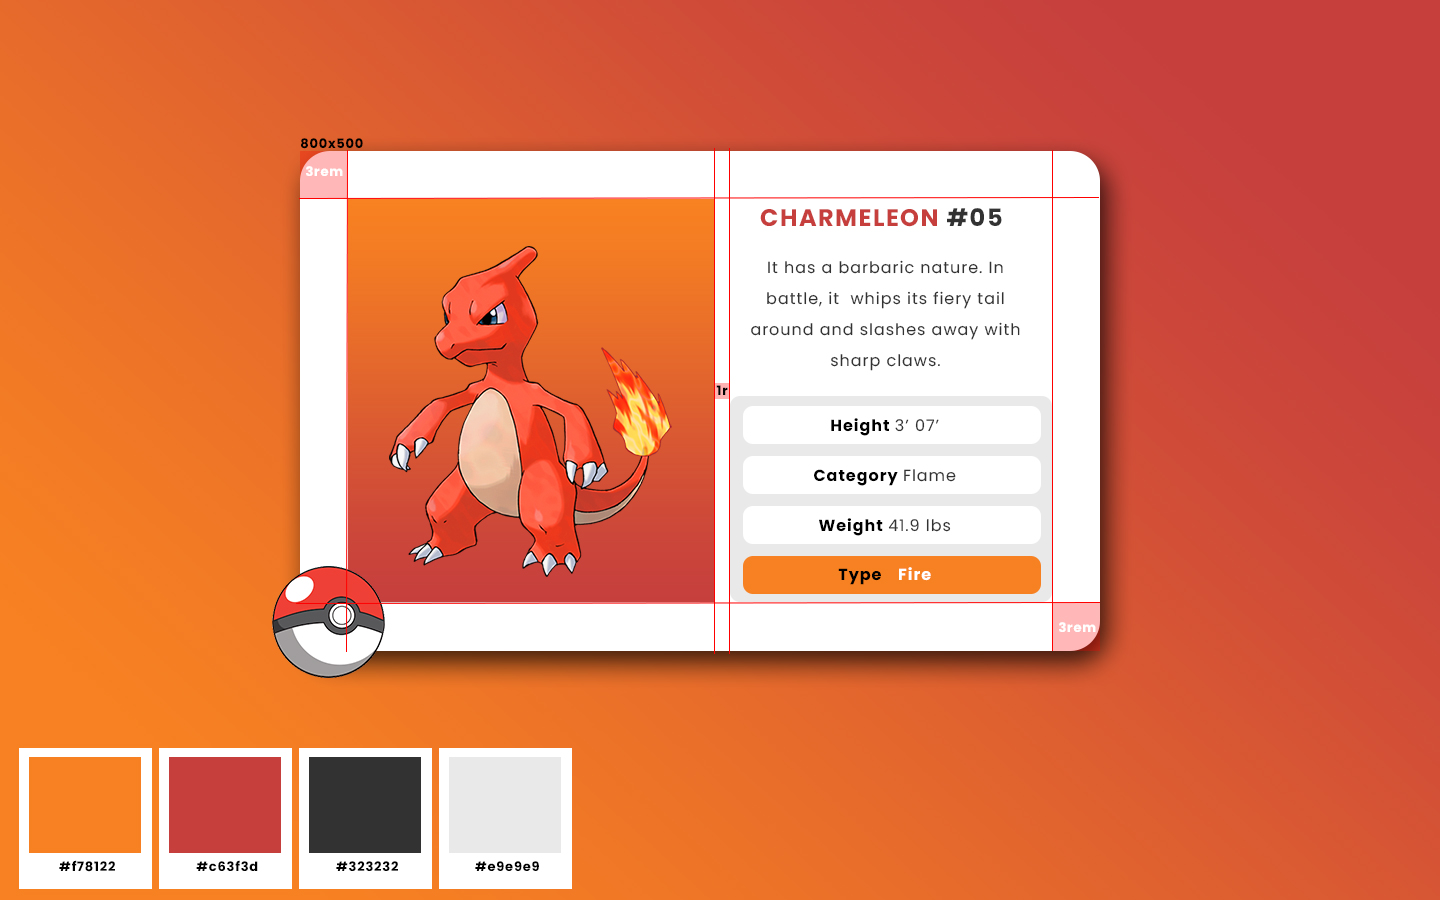 800x500
3rem
CHARMELEON #05
It has a barbaric nature. In
battle, it  whips its fiery tail
around and slashes away with
sharp claws.
1r
Height 3’ 07’
Category Flame
Weight 41.9 lbs
Type Fire
3rem
#f78122
#c63f3d
#323232
#e9e9e9